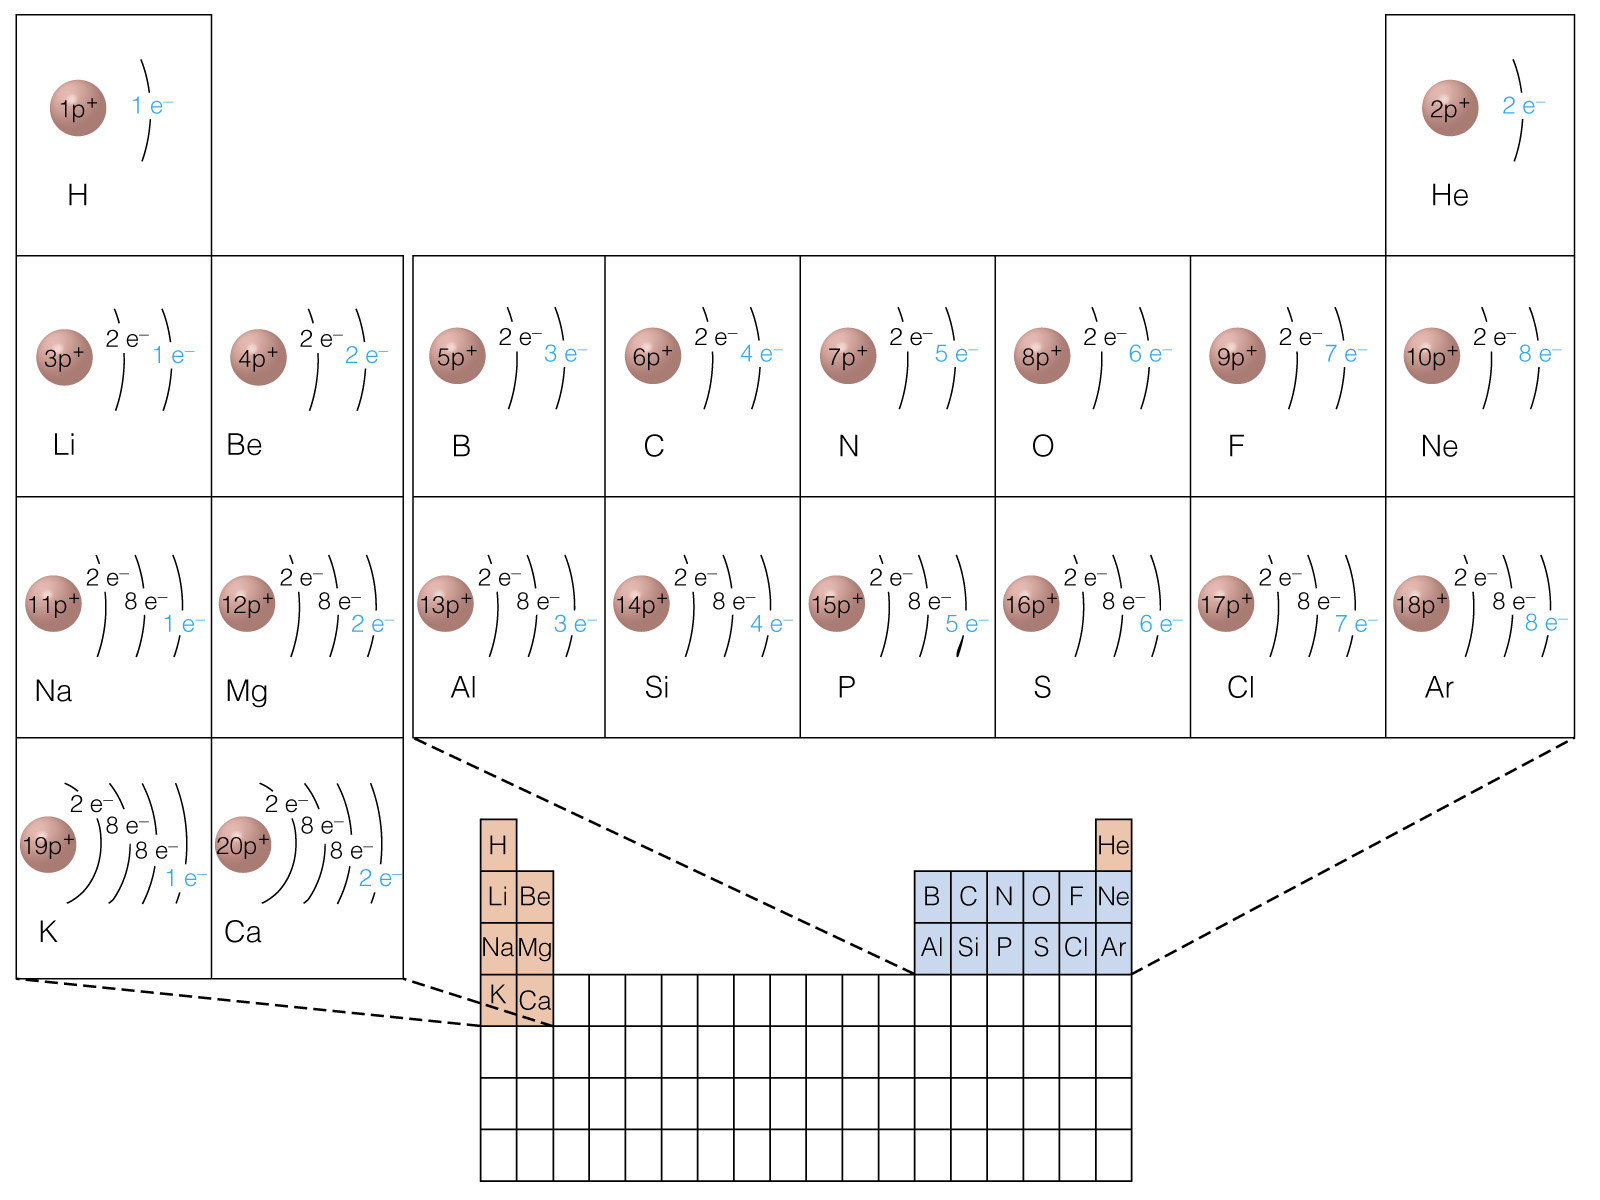 1p⁺ 1 e⁻
H
2p⁺ 2 e⁻
He
3p⁺ 2 e⁻ 1 e⁻
Li
4p⁺ 2 e⁻ 2 e⁻
Be
5p⁺ 2 e⁻ 3 e⁻
B
6p⁺ 2 e⁻ 4 e⁻
C
7p⁺ 2 e⁻ 5 e⁻
N
8p⁺ 2 e⁻ 6 e⁻
O
9p⁺ 2 e⁻ 7 e⁻
F
10p⁺ 2 e⁻ 8 e⁻
Ne
11p⁺ 2 e⁻ 8 e⁻ 1 e⁻
Na
12p⁺ 2 e⁻ 8 e⁻ 2 e⁻
Mg
13p⁺ 2 e⁻ 8 e⁻ 3 e⁻
Al
14p⁺ 2 e⁻ 8 e⁻ 4 e⁻
Si
15p⁺ 2 e⁻ 8 e⁻ 5 e⁻
P
16p⁺ 2 e⁻ 8 e⁻ 6 e⁻
S
17p⁺ 2 e⁻ 8 e⁻ 7 e⁻
Cl
18p⁺ 2 e⁻ 8 e⁻ 8 e⁻
Ar
19p⁺ 2 e⁻ 8 e⁻ 8 e⁻ 1 e⁻
K
20p⁺ 2 e⁻ 8 e⁻ 8 e⁻ 2 e⁻
Ca
H He
Li Be B C N O F Ne
Na Mg Al Si P S Cl Ar
K Ca